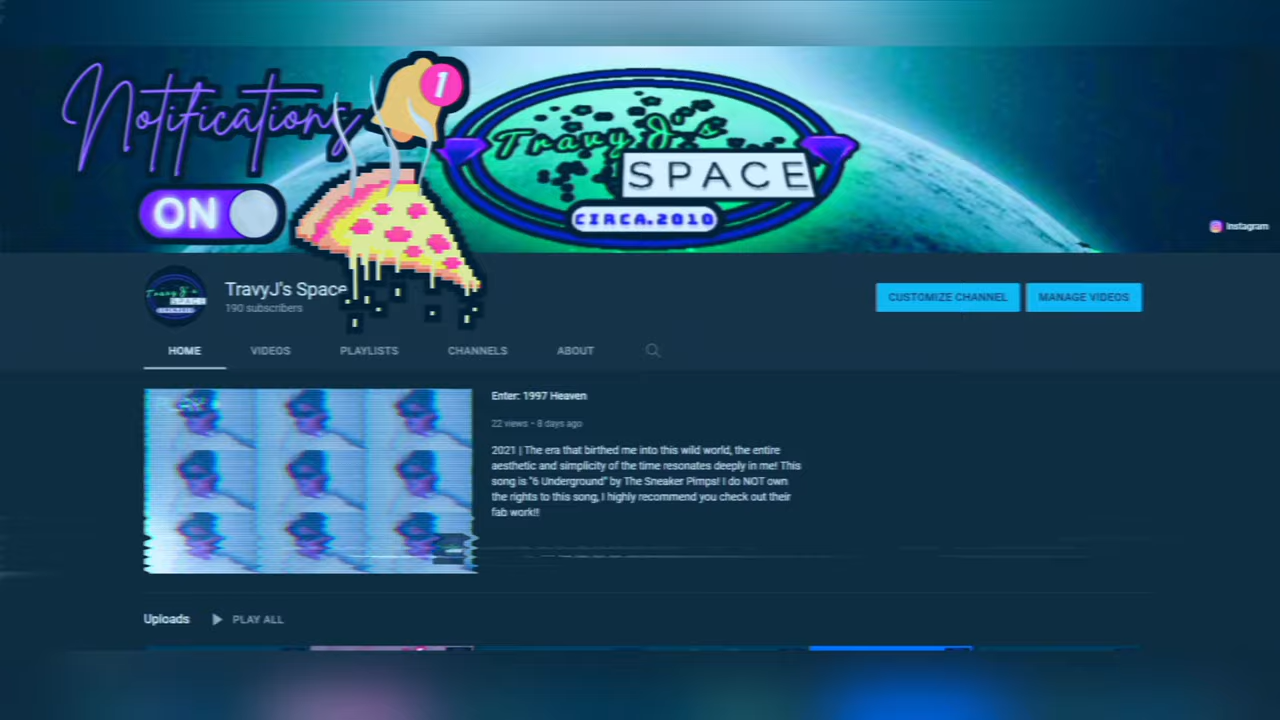 Notifications
1
ON
TravyJ's
SPACE
CIRCA.2010
Instagram
TravyJ's Space
190 subscribers
CUSTOMIZE CHANNEL
MANAGE VIDEOS
HOME
VIDEOS
PLAYLISTS
CHANNELS
ABOUT
PLAY
Enter: 1997 Heaven
22 views • 8 days ago
2021 | The era that birthed me into this wild world, the entire
aesthetic and simplicity of the time resonates deeply in me! This
song is "6 Underground" by The Sneaker Pimps! I do NOT own
the rights to this song, I highly recommend you check out their
fab work!!
Uploads
PLAY ALL